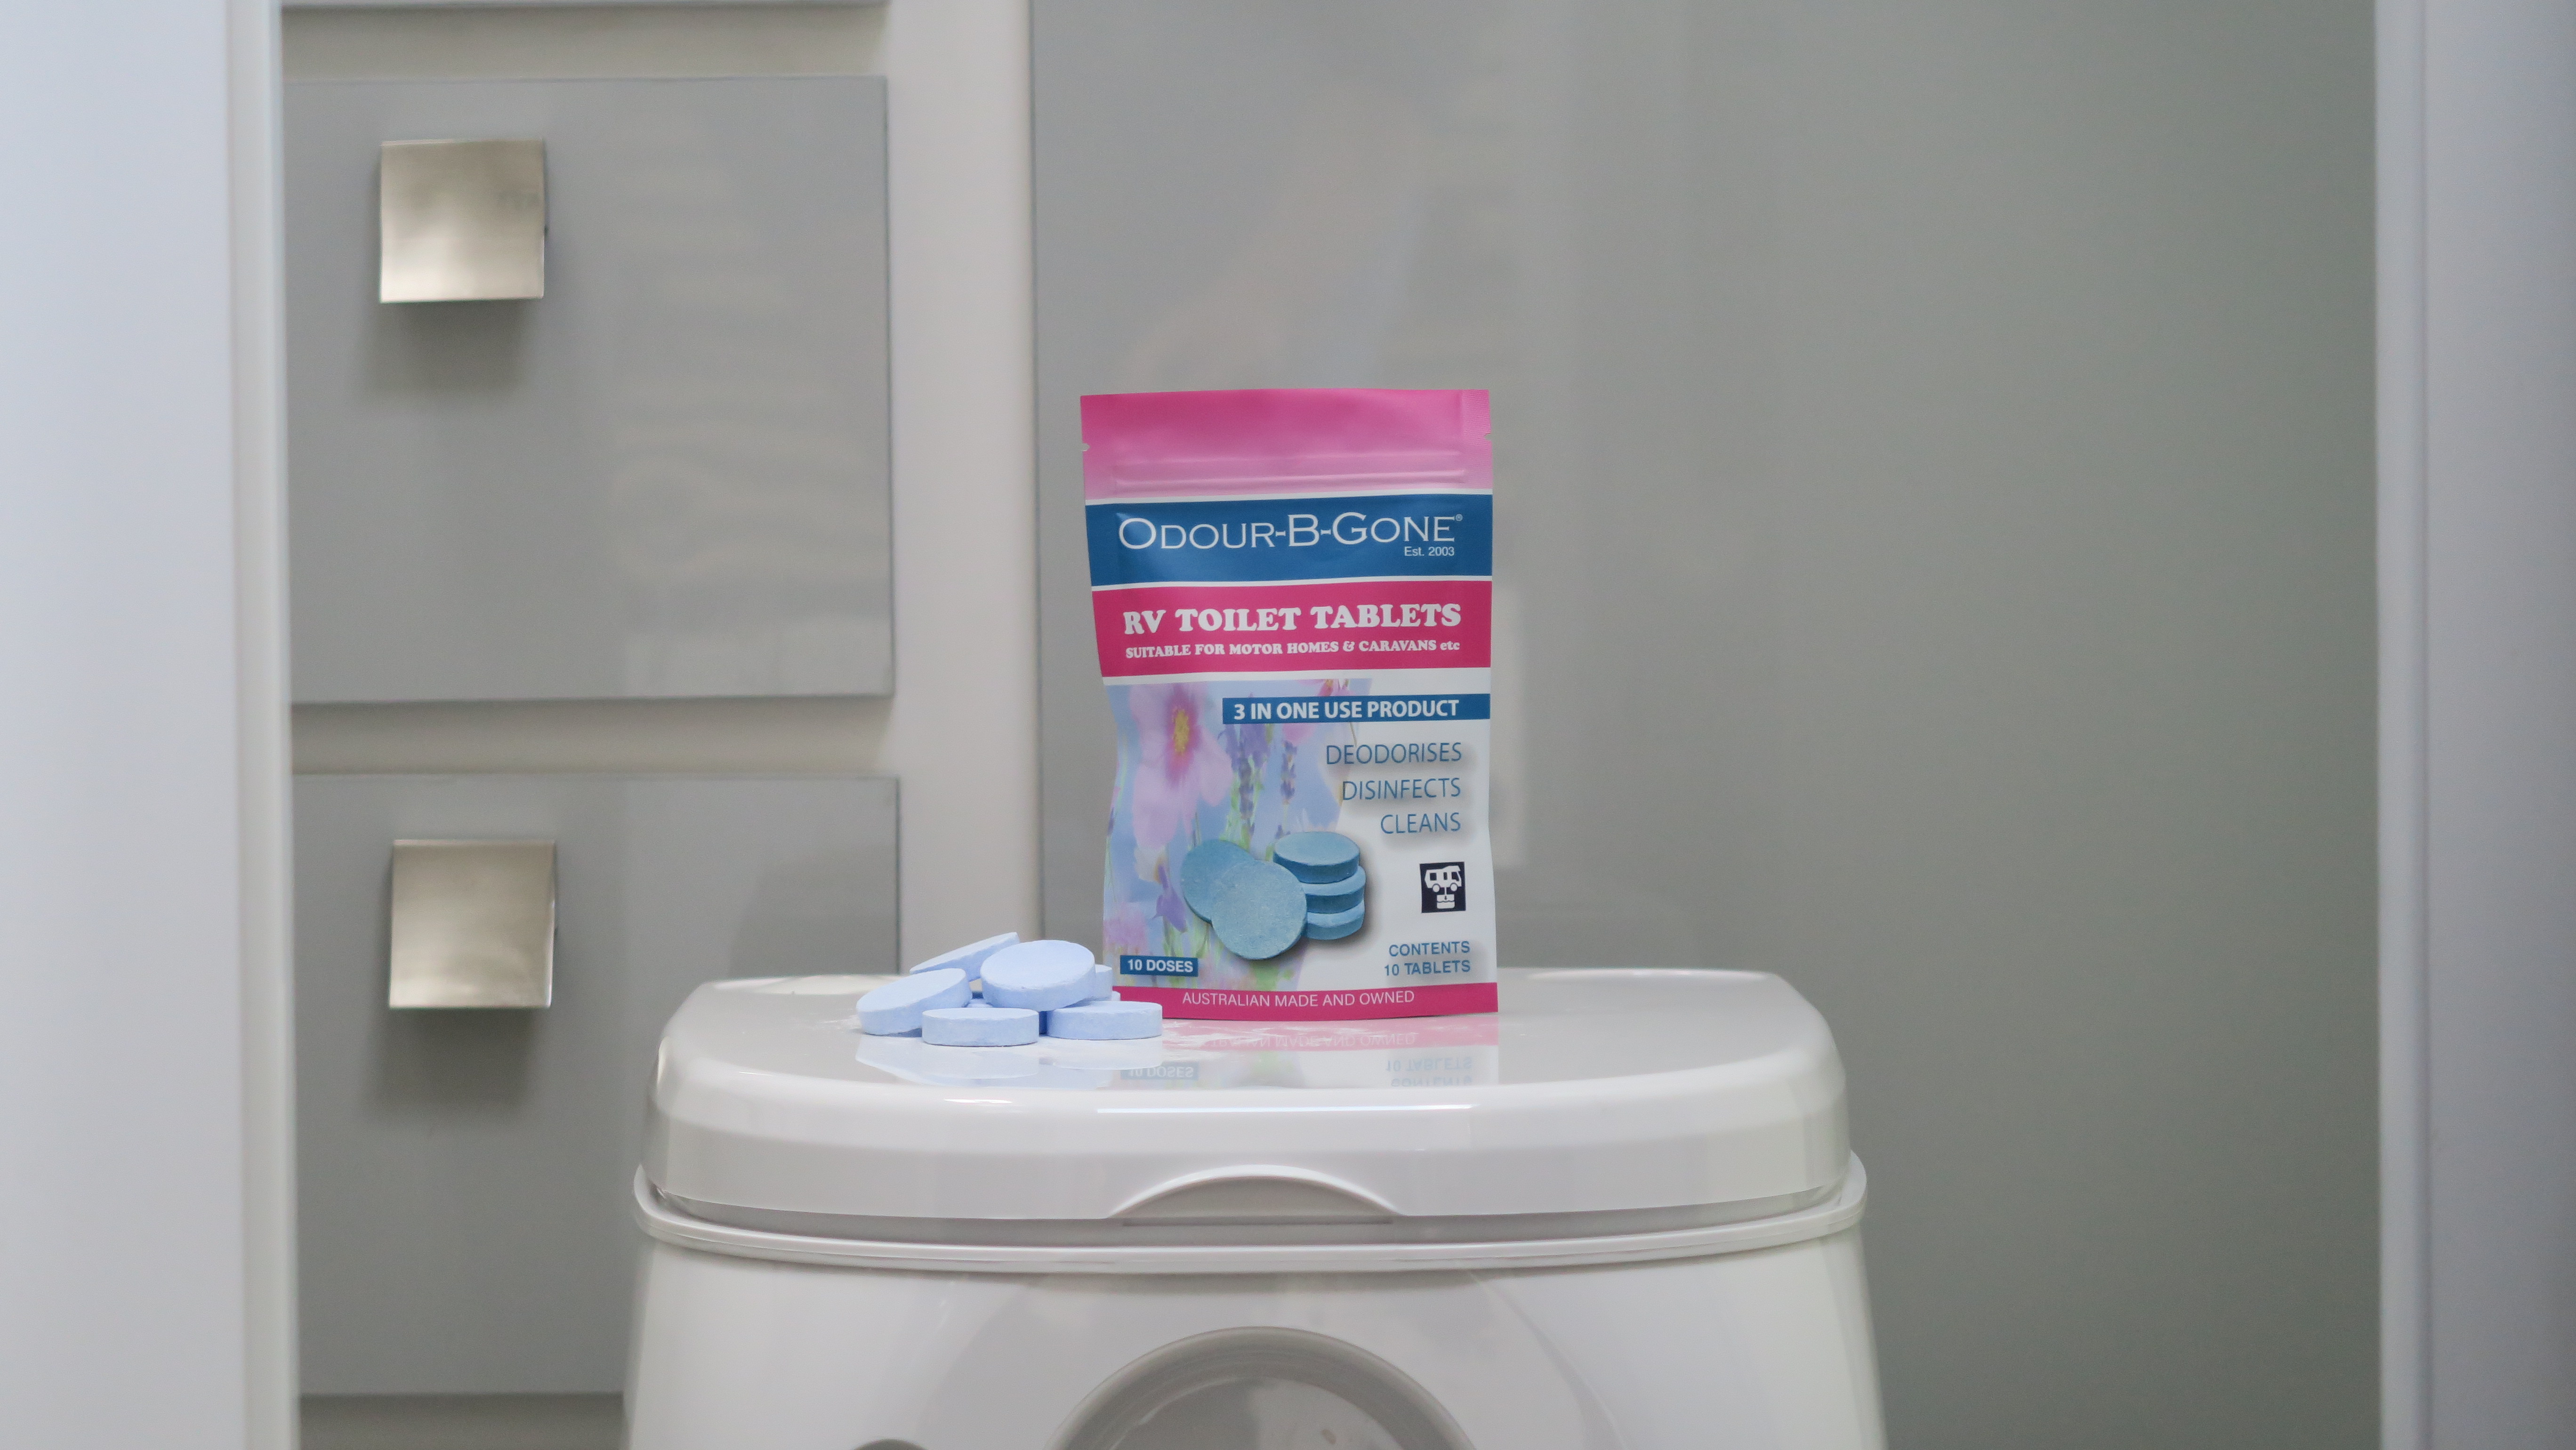 ODOUR-B-GONE®
Est. 2003
RV TOILET TABLETS
SUITABLE FOR MOTOR HOMES & CARAVANS etc
3 IN ONE USE PRODUCT
DEODORISES
DISINFECTS
CLEANS
CONTENTS
10 TABLETS
10 DOSES
AUSTRALIAN MADE AND OWNED